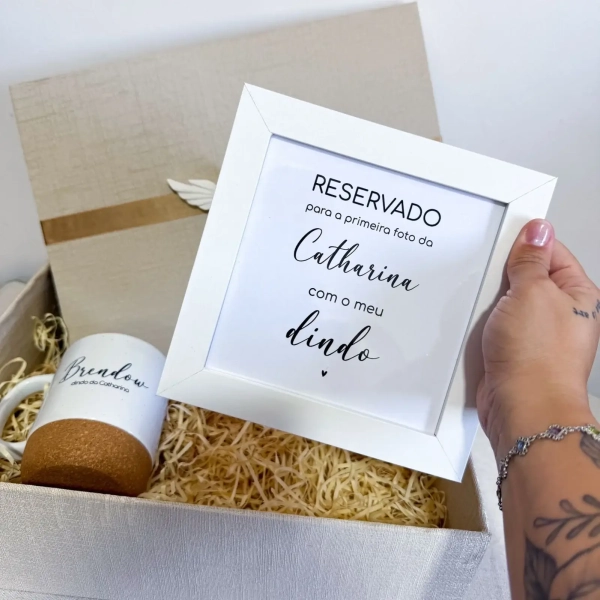 RESERVADO
para a primeira foto da
Catharina
com o meu
dindo
Brendow
dindo da Catharina